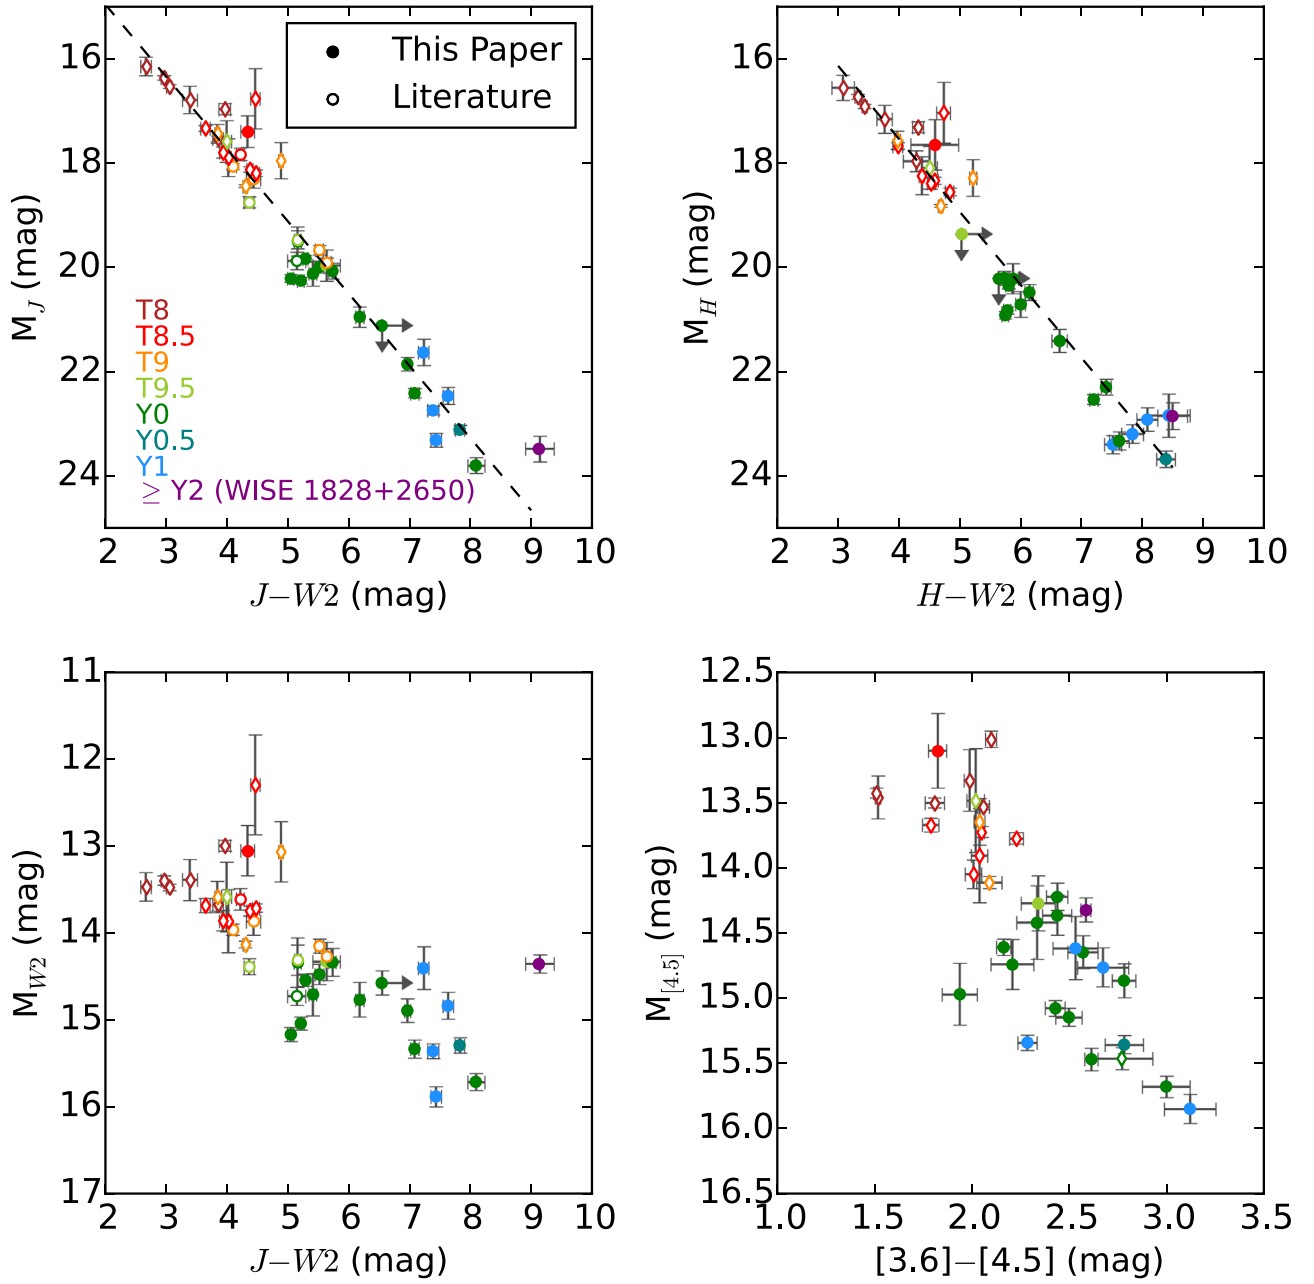 This Paper
Literature
16
18
20
22
24
M_J (mag)
T8
T8.5
T9
T9.5
Y0
Y0.5
Y1
≥ Y2 (WISE 1828+2650)
2 3 4 5 6 7 8 9 10
J−W2 (mag)
16
18
20
22
24
M_H (mag)
2 3 4 5 6 7 8 9 10
H−W2 (mag)
11
12
13
14
15
16
17
M_W2 (mag)
2 3 4 5 6 7 8 9 10
J−W2 (mag)
12.5
13.0
13.5
14.0
14.5
15.0
15.5
16.0
16.5
M_[4.5] (mag)
1.0 1.5 2.0 2.5 3.0 3.5
[3.6]−[4.5] (mag)